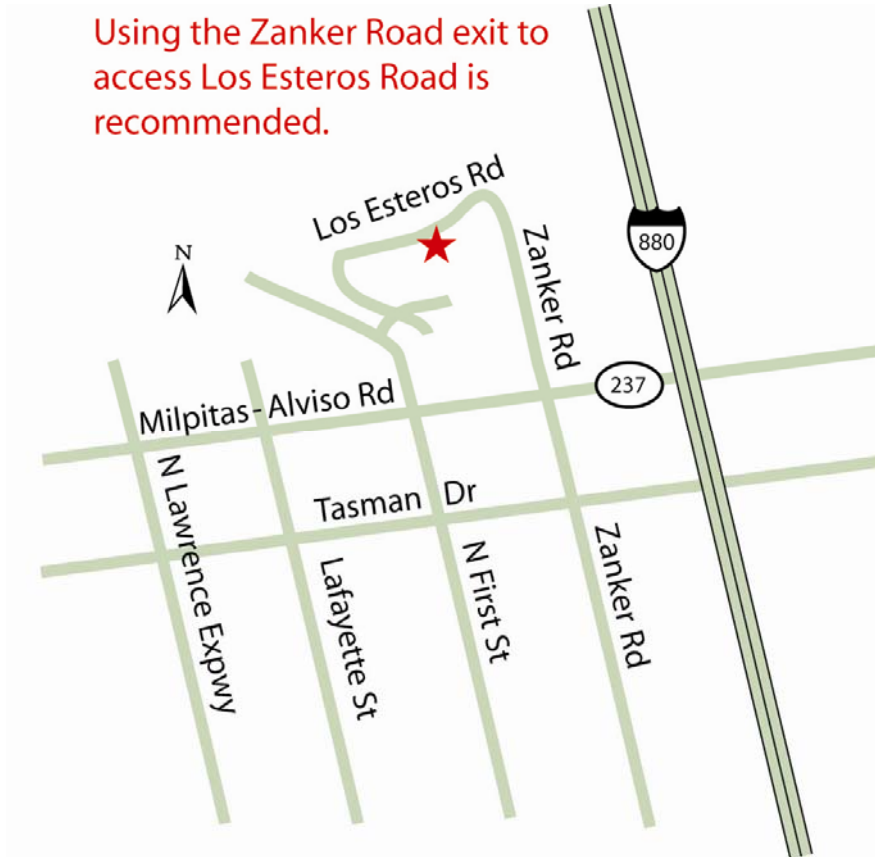 Using the Zanker Road exit to
access Los Esteros Road is
recommended.
Los Esteros Rd
N
Zanker Rd
880
237
Milpitas-Alviso Rd
Tasman Dr
N Lawrence Expwy
Lafayette St
N First St
Zanker Rd